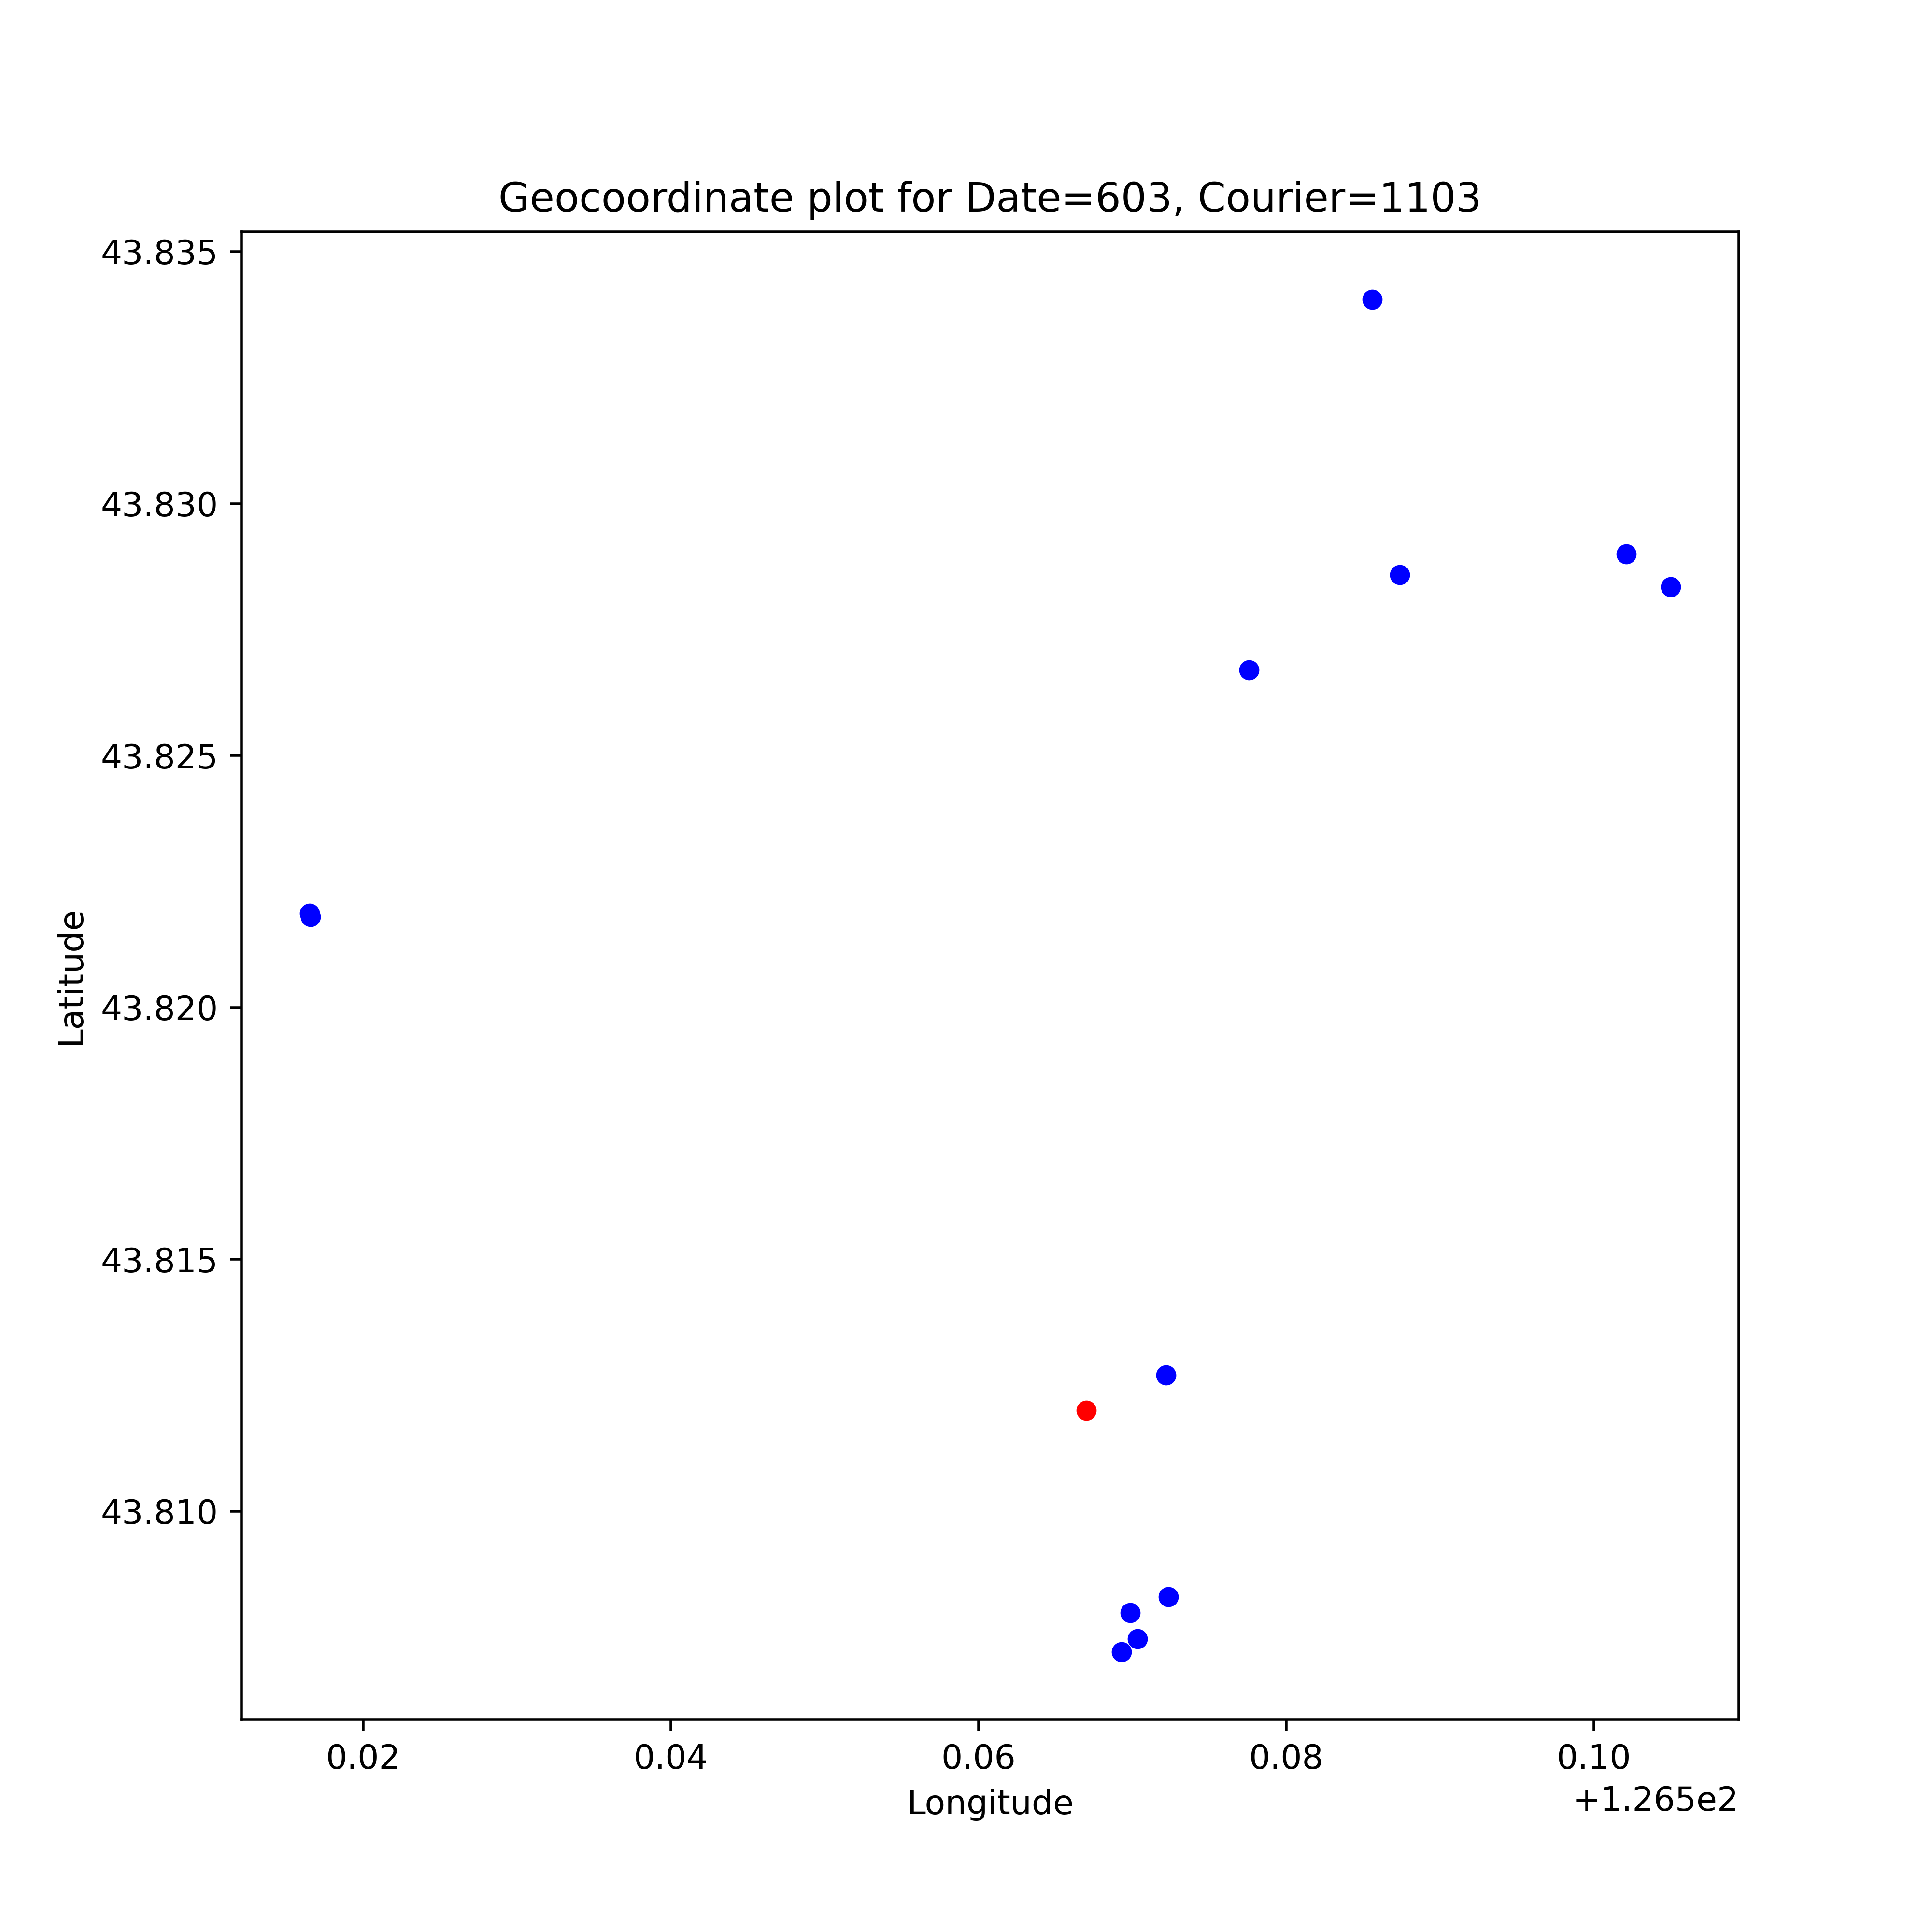 Geocoordinate plot for Date=603, Courier=1103
43.835
43.830
43.825
43.820
43.815
43.810
Latitude
0.02 0.04 0.06 0.08 0.10
Longitude
+1.265e2